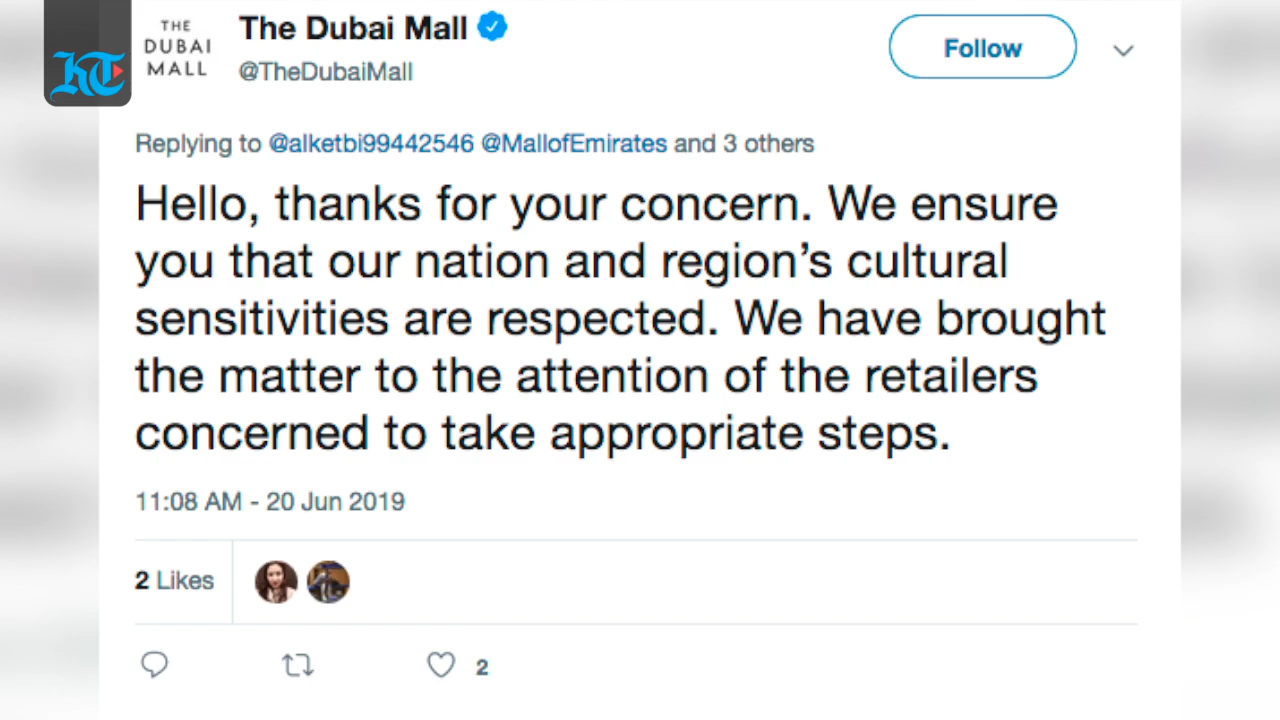 KT
THE
DUBAI
MALL
The Dubai Mall
@TheDubaiMall
Follow
Replying to @alketbi99442546 @MallofEmirates and 3 others
Hello, thanks for your concern. We ensure
you that our nation and region’s cultural
sensitivities are respected. We have brought
the matter to the attention of the retailers
concerned to take appropriate steps.
11:08 AM - 20 Jun 2019
2 Likes
2